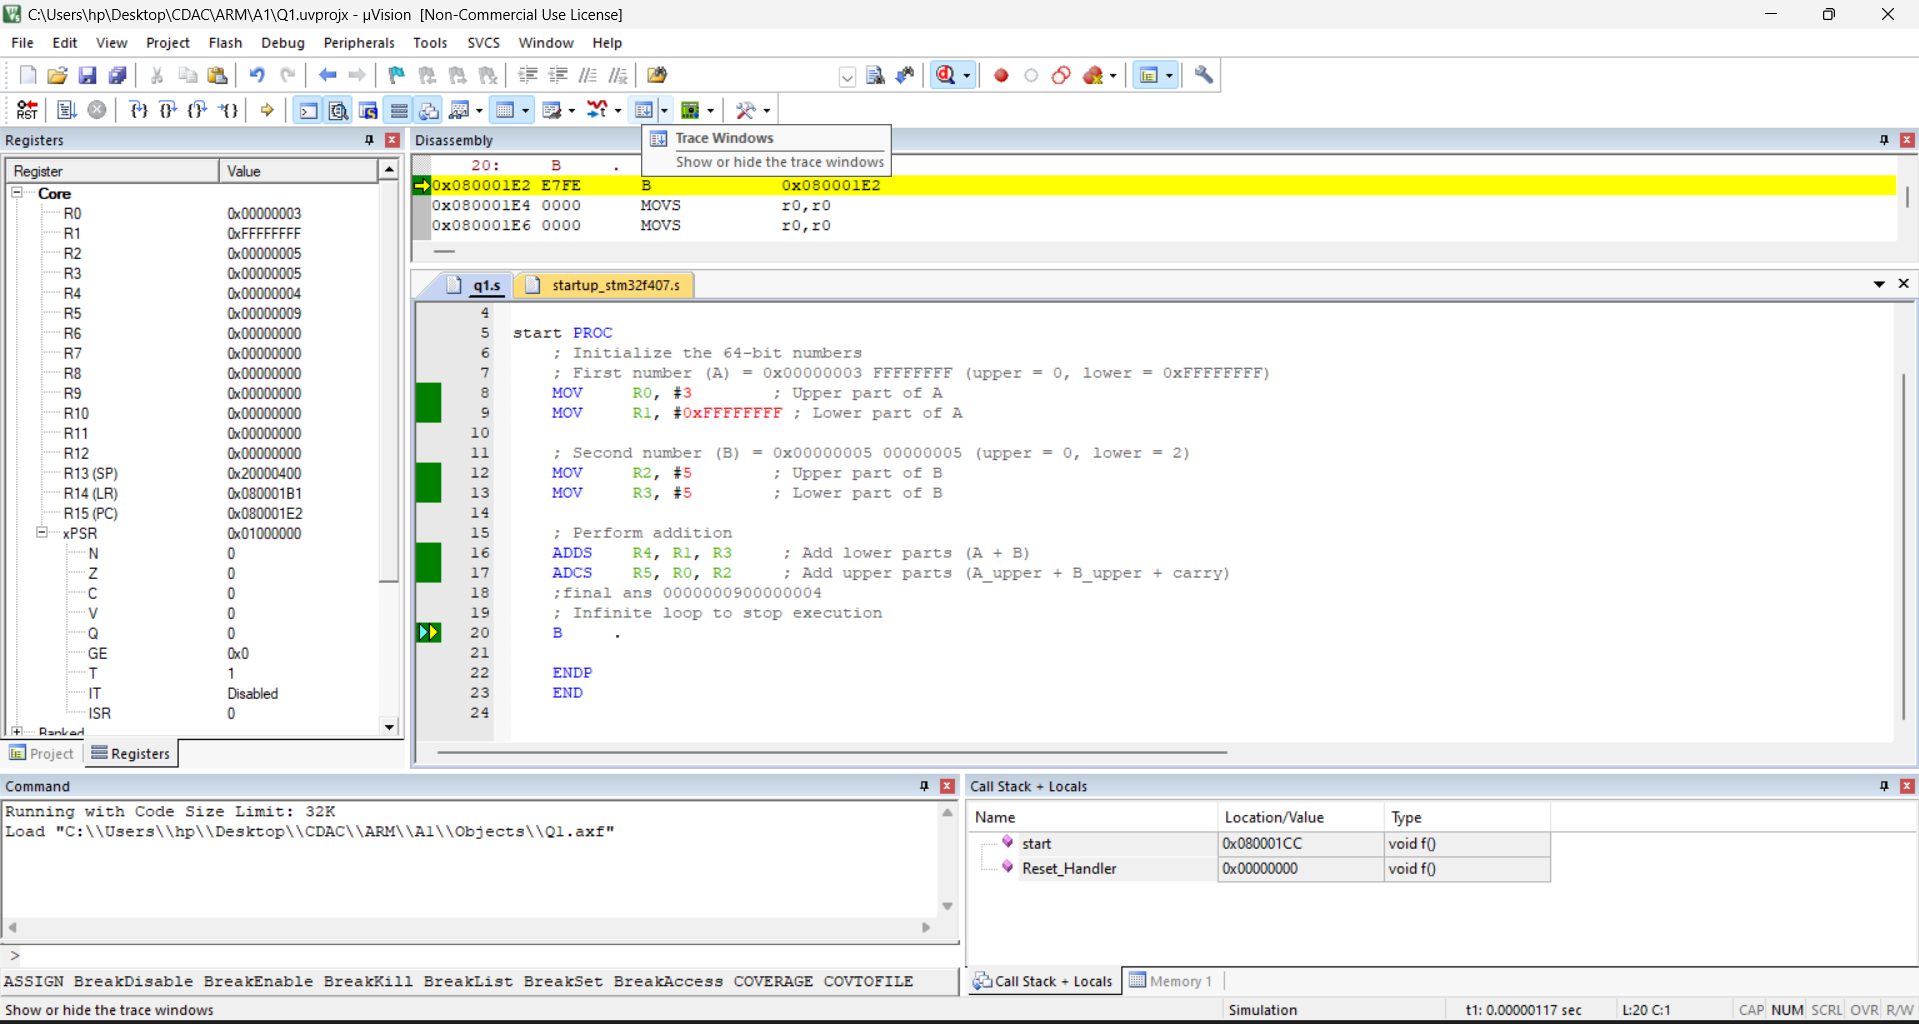 C:\Users\hp\Desktop\CDAC\ARM\A1\Q1.uvprojx - µVision [Non-Commercial Use License]
File Edit View Project Flash Debug Peripherals Tools SVCS Window Help
RST
Registers
Register Value
Core
R0 0x00000003
R1 0xFFFFFFFF
R2 0x00000005
R3 0x00000005
R4 0x00000004
R5 0x00000009
R6 0x00000000
R7 0x00000000
R8 0x00000000
R9 0x00000000
R10 0x00000000
R11 0x00000000
R12 0x00000000
R13 (SP) 0x20000400
R14 (LR) 0x080001B1
R15 (PC) 0x080001E2
xPSR 0x01000000
N 0
Z 0
C 0
V 0
Q 0
GE 0x0
T 1
IT Disabled
ISR 0
Banked
Project Registers
Disassembly
Trace Windows
Show or hide the trace windows
20: B .
0x080001E2 E7FE B 0x080001E2
0x080001E4 0000 MOVS r0,r0
0x080001E6 0000 MOVS r0,r0
q1.s startup_stm32f407.s
4
5 start PROC
6 ; Initialize the 64-bit numbers
7 ; First number (A) = 0x00000003 FFFFFFFF (upper = 0, lower = 0xFFFFFFFF)
8 MOV R0, #3 ; Upper part of A
9 MOV R1, #0xFFFFFFFF ; Lower part of A
10
11 ; Second number (B) = 0x00000005 00000005 (upper = 0, lower = 2)
12 MOV R2, #5 ; Upper part of B
13 MOV R3, #5 ; Lower part of B
14
15 ; Perform addition
16 ADDS R4, R1, R3 ; Add lower parts (A + B)
17 ADCS R5, R0, R2 ; Add upper parts (A_upper + B_upper + carry)
18 ;final ans 0000000900000004
19 ; Infinite loop to stop execution
20 B .
21
22 ENDP
23 END
24
Command
Running with Code Size Limit: 32K
Load "C:\\Users\\hp\\Desktop\\CDAC\\ARM\\A1\\Objects\\Q1.axf"
>
ASSIGN BreakDisable BreakEnable BreakKill BreakList BreakSet BreakAccess COVERAGE COVTOFILE
Call Stack + Locals
Name Location/Value Type
start 0x080001CC void f()
Reset_Handler 0x00000000 void f()
Call Stack + Locals Memory 1
Show or hide the trace windows Simulation t1: 0.00000117 sec L:20 C:1 CAP NUM SCRL OVR R/W